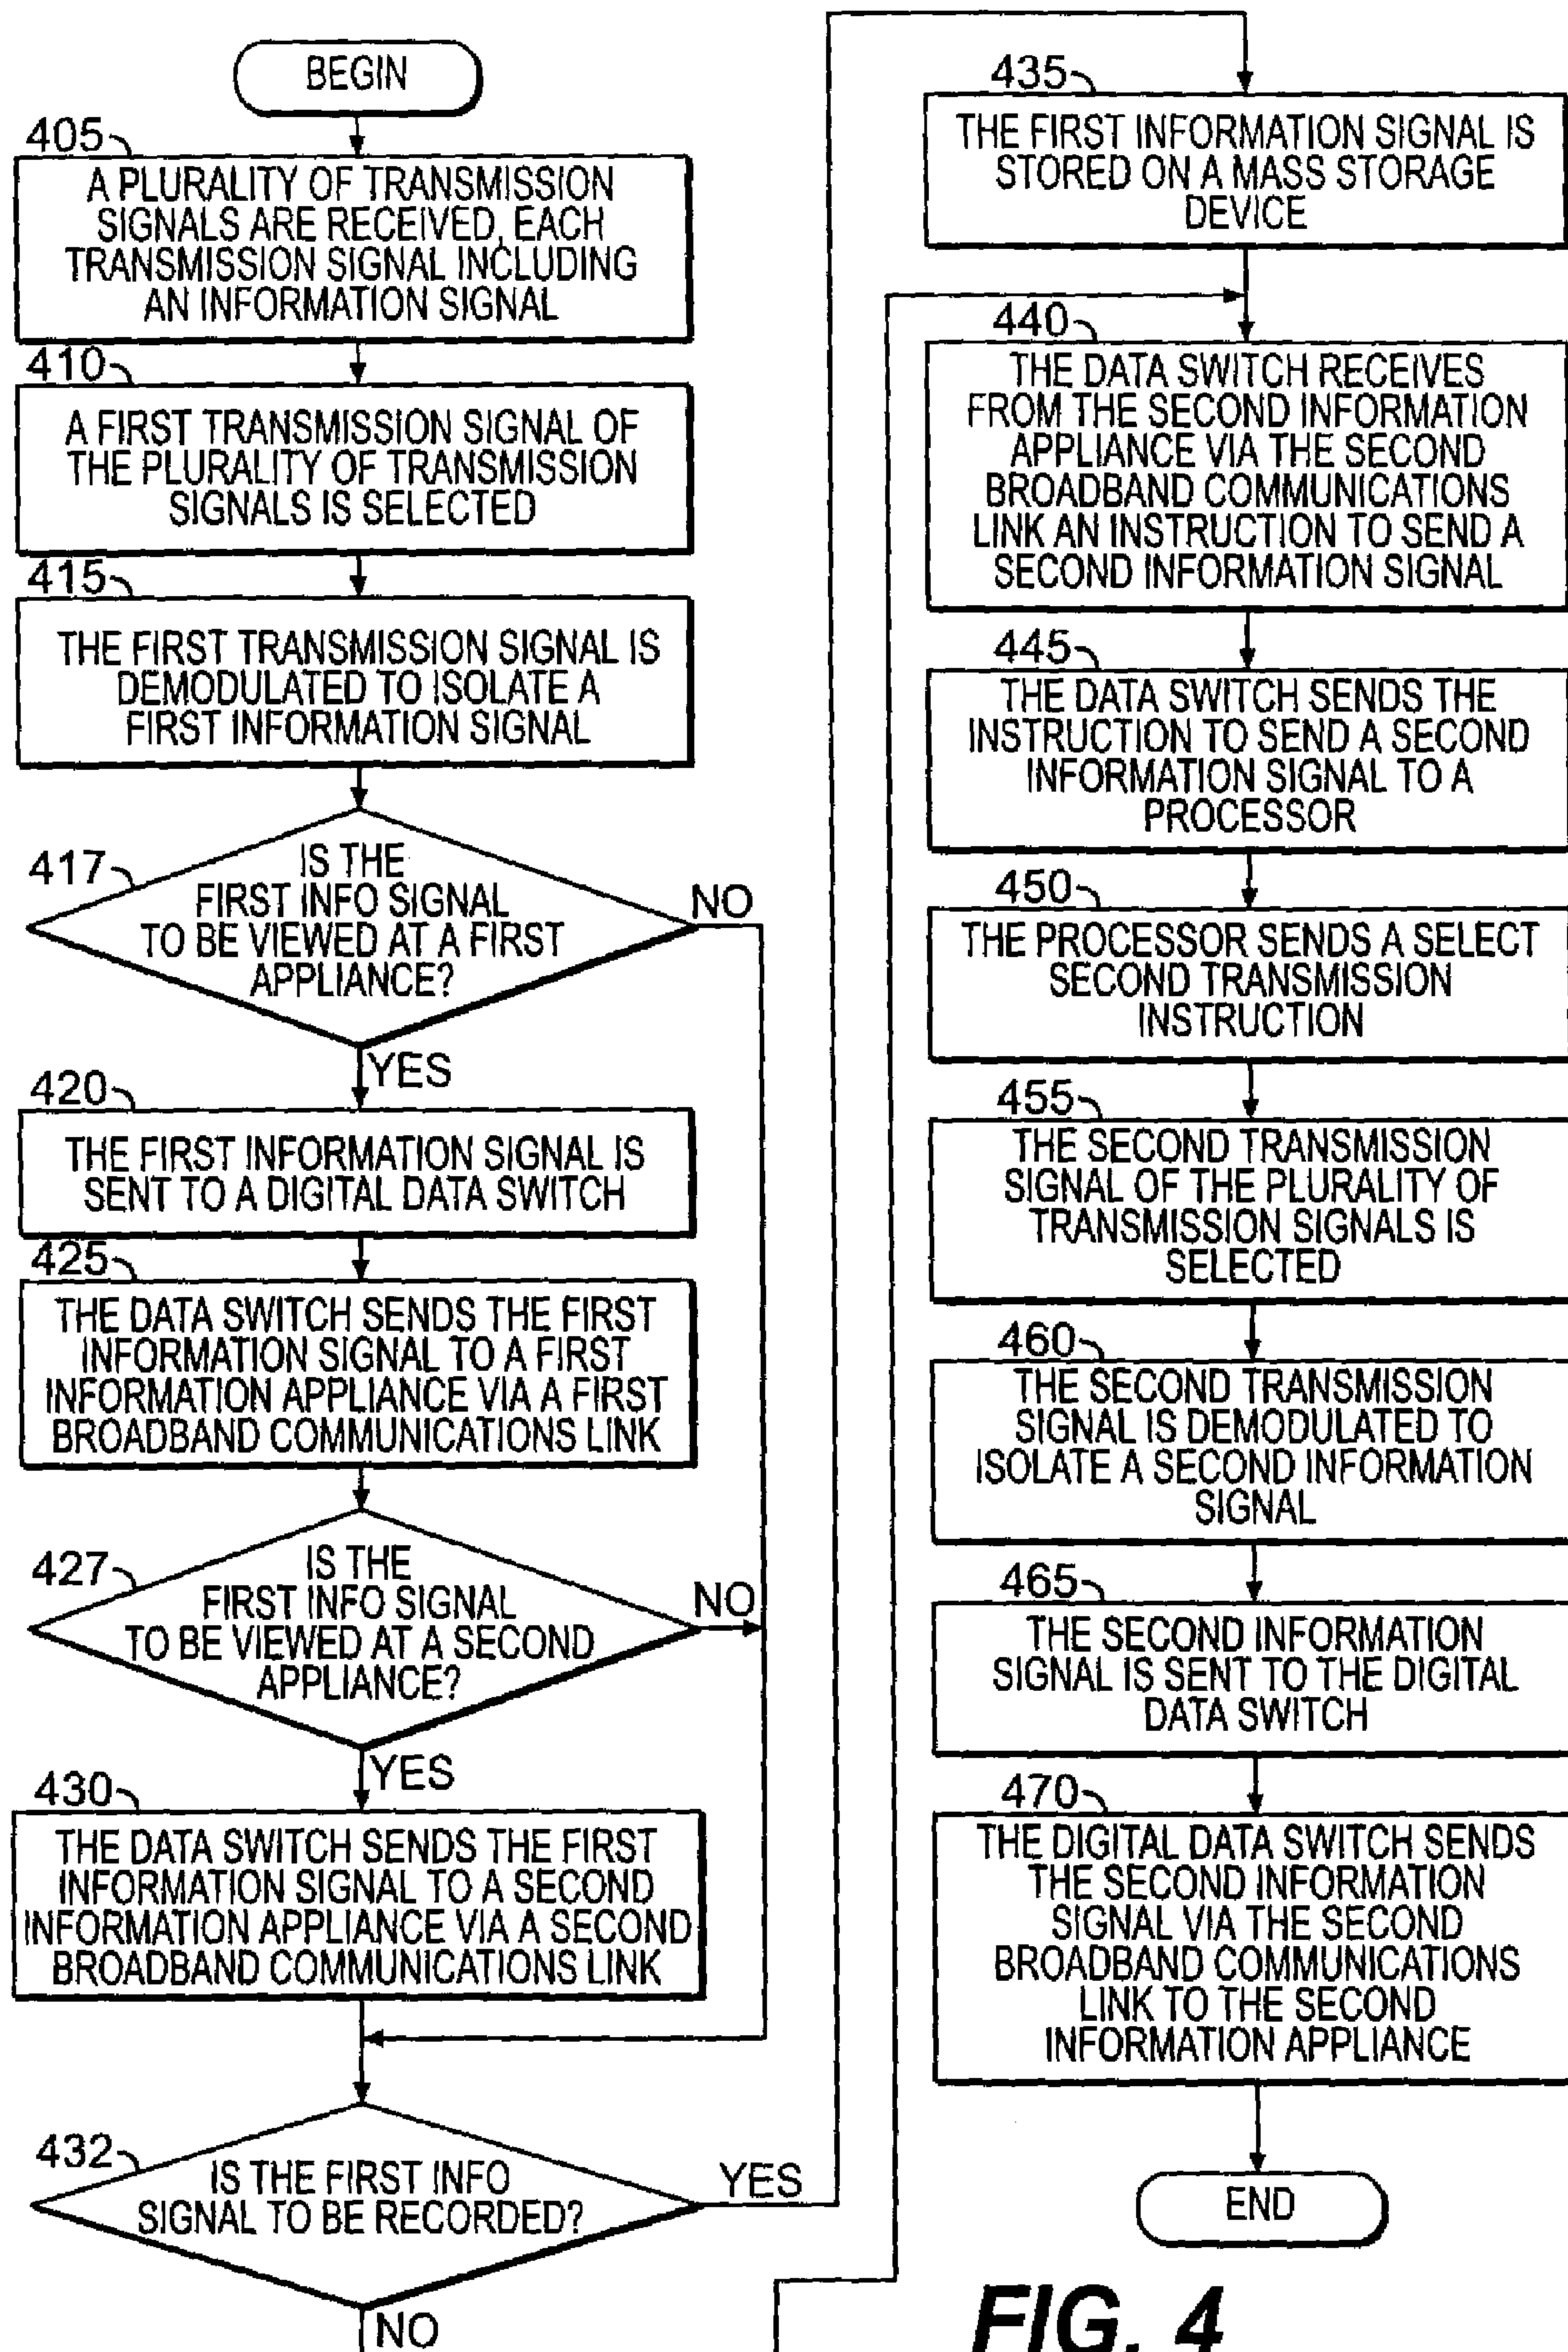 BEGIN
405
A PLURALITY OF TRANSMISSION
SIGNALS ARE RECEIVED, EACH
TRANSMISSION SIGNAL INCLUDING
AN INFORMATION SIGNAL
410
A FIRST TRANSMISSION SIGNAL OF
THE PLURALITY OF TRANSMISSION
SIGNALS IS SELECTED
415
THE FIRST TRANSMISSION SIGNAL IS
DEMODULATED TO ISOLATE A
FIRST INFORMATION SIGNAL
417
IS THE
FIRST INFO SIGNAL
TO BE VIEWED AT A FIRST
APPLIANCE?
NO
YES
420
THE FIRST INFORMATION SIGNAL IS
SENT TO A DIGITAL DATA SWITCH
425
THE DATA SWITCH SENDS THE FIRST
INFORMATION SIGNAL TO A FIRST
INFORMATION APPLIANCE VIA A FIRST
BROADBAND COMMUNICATIONS LINK
427
IS THE
FIRST INFO SIGNAL
TO BE VIEWED AT A SECOND
APPLIANCE?
NO
YES
430
THE DATA SWITCH SENDS THE FIRST
INFORMATION SIGNAL TO A SECOND
INFORMATION APPLIANCE VIA A SECOND
BROADBAND COMMUNICATIONS LINK
432
IS THE FIRST INFO
SIGNAL TO BE RECORDED?
YES
NO
435
THE FIRST INFORMATION SIGNAL IS
STORED ON A MASS STORAGE
DEVICE
440
THE DATA SWITCH RECEIVES
FROM THE SECOND INFORMATION
APPLIANCE VIA THE SECOND
BROADBAND COMMUNICATIONS
LINK AN INSTRUCTION TO SEND A
SECOND INFORMATION SIGNAL
445
THE DATA SWITCH SENDS THE
INSTRUCTION TO SEND A SECOND
INFORMATION SIGNAL TO A
PROCESSOR
450
THE PROCESSOR SENDS A SELECT
SECOND TRANSMISSION
INSTRUCTION
455
THE SECOND TRANSMISSION
SIGNAL OF THE PLURALITY OF
TRANSMISSION SIGNALS IS
SELECTED
460
THE SECOND TRANSMISSION
SIGNAL IS DEMODULATED TO
ISOLATE A SECOND INFORMATION
SIGNAL
465
THE SECOND INFORMATION
SIGNAL IS SENT TO THE DIGITAL
DATA SWITCH
470
THE DIGITAL DATA SWITCH SENDS
THE SECOND INFORMATION
SIGNAL VIA THE SECOND
BROADBAND COMMUNICATIONS
LINK TO THE SECOND
INFORMATION APPLIANCE
END
FIG. 4